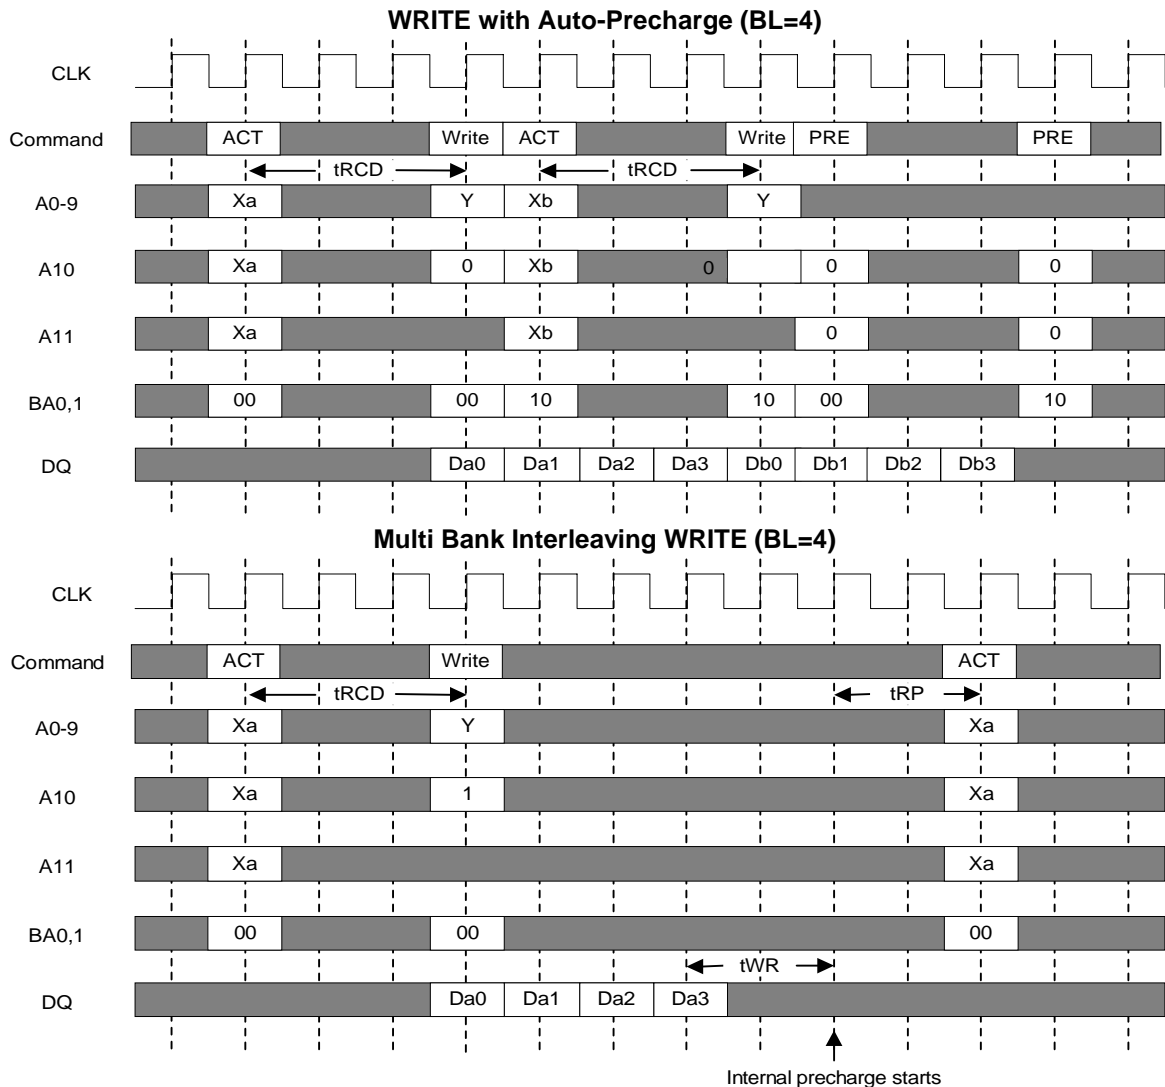 WRITE with Auto-Precharge (BL=4)
CLK
Command ACT Write ACT Write PRE PRE
tRCD tRCD
A0-9 Xa Y Xb Y
A10 Xa 0 Xb 0 0 0
A11 Xa Xb 0 0
BA0,1 00 00 10 10 00 10
DQ Da0 Da1 Da2 Da3 Db0 Db1 Db2 Db3
Multi Bank Interleaving WRITE (BL=4)
CLK
Command ACT Write ACT
tRCD tRP
A0-9 Xa Y Xa
A10 Xa 1 Xa
A11 Xa Xa
BA0,1 00 00 00
tWR
DQ Da0 Da1 Da2 Da3
Internal precharge starts